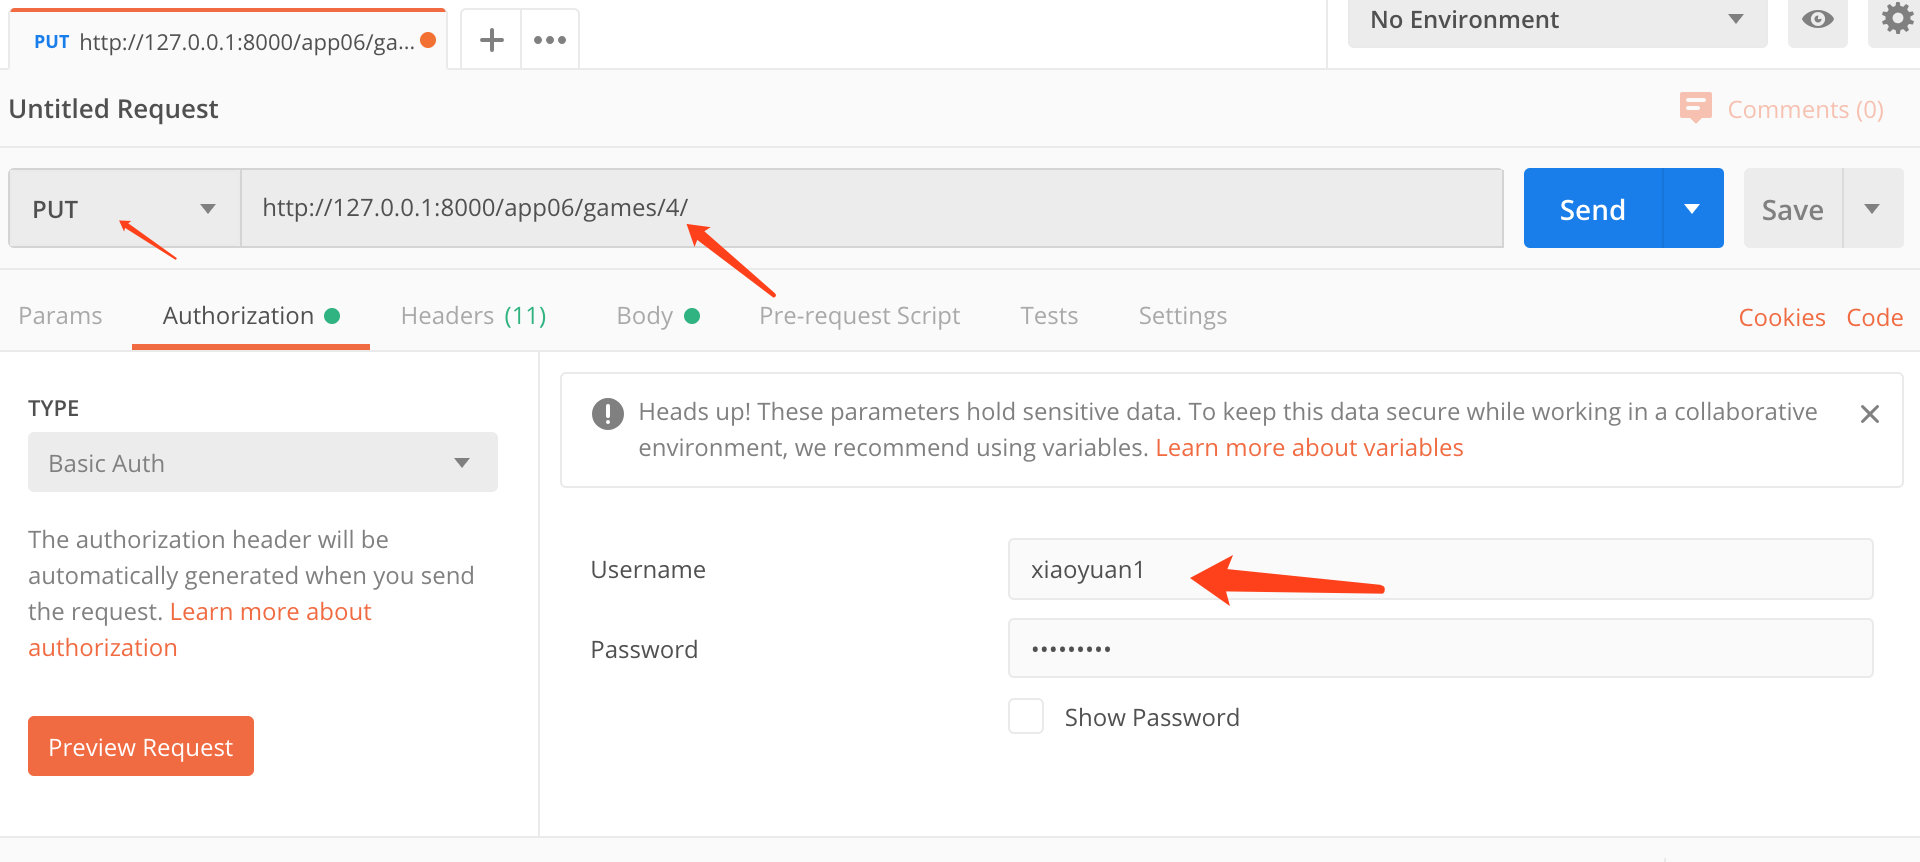 PUT http://127.0.0.1:8000/app06/ga...
No Environment
Untitled Request
Comments (0)
PUT
http://127.0.0.1:8000/app06/games/4/
Send
Save
Params
Authorization
Headers (11)
Body
Pre-request Script
Tests
Settings
Cookies
Code
TYPE
Basic Auth
The authorization header will be
automatically generated when you send
the request. Learn more about
authorization
Preview Request
Heads up! These parameters hold sensitive data. To keep this data secure while working in a collaborative
environment, we recommend using variables. Learn more about variables
Username
xiaoyuan1
Password
•••••••••
Show Password